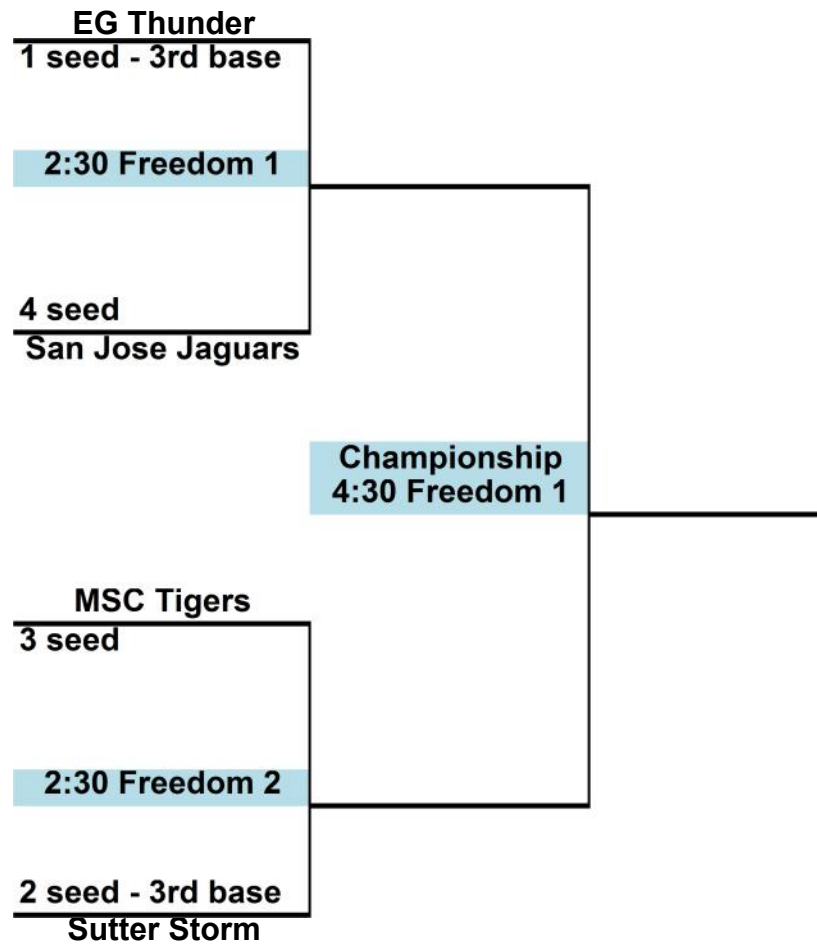 EG Thunder
1 seed - 3rd base
2:30 Freedom 1
4 seed
San Jose Jaguars
Championship
4:30 Freedom 1
MSC Tigers
3 seed
2:30 Freedom 2
2 seed - 3rd base
Sutter Storm